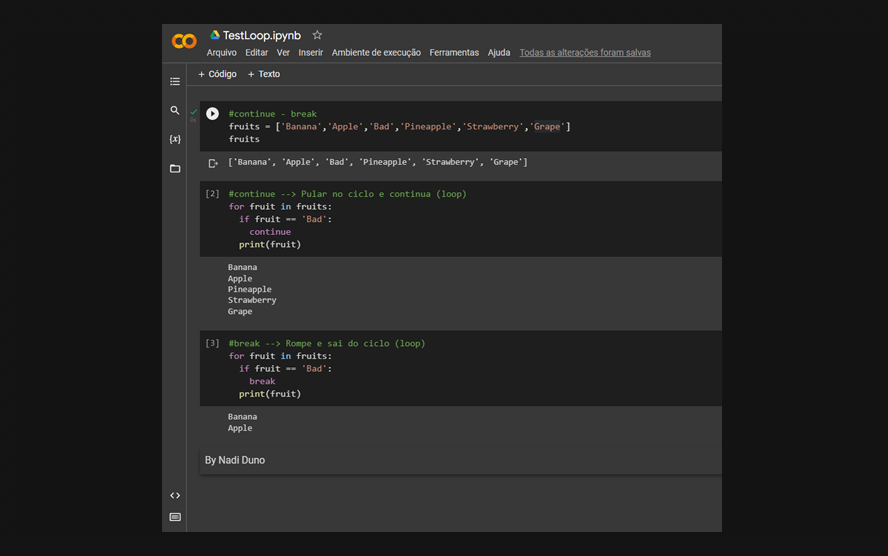 TestLoop.ipynb
Arquivo Editar Ver Inserir Ambiente de execução Ferramentas Ajuda Todas as alterações foram salvas
+ Código + Texto
#continue - break
fruits = ['Banana','Apple','Bad','Pineapple','Strawberry','Grape']
fruits
['Banana', 'Apple', 'Bad', 'Pineapple', 'Strawberry', 'Grape']
[2] #continue --> Pular no ciclo e continua (loop)
for fruit in fruits:
  if fruit == 'Bad':
    continue
  print(fruit)
Banana
Apple
Pineapple
Strawberry
Grape
[3] #break --> Rompe e sai do ciclo (loop)
for fruit in fruits:
  if fruit == 'Bad':
    break
  print(fruit)
Banana
Apple
By Nadi Duno